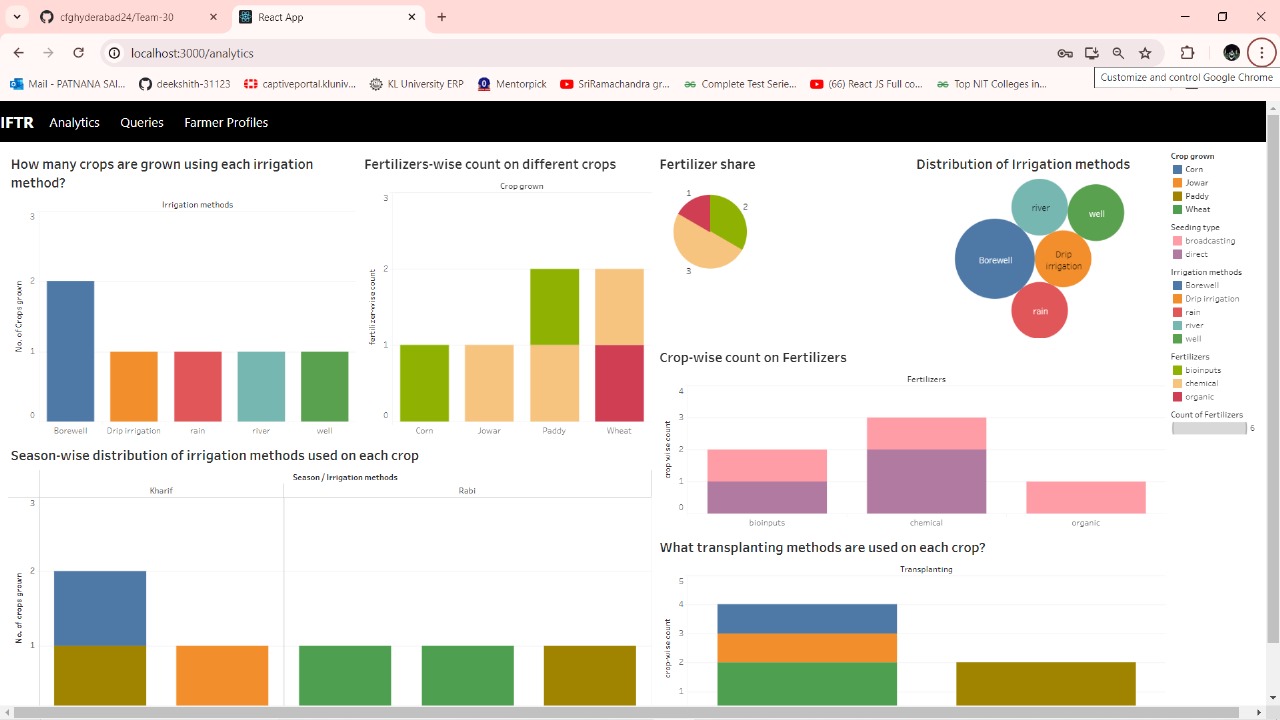 cfghyderabad24/Team-30
React App
localhost:3000/analytics
Mail - PATNANA SAI...
deekshith-31123
captiveportal.kluniv...
KL University ERP
Mentorpick
SriRamachandra gr...
Complete Test Serie...
(66) React JS Full co...
Top NIT Colleges in...
Customize and control Google Chrome
IFTR
Analytics
Queries
Farmer Profiles
How many crops are grown using each irrigation
method?
Irrigation methods
No. of Crops grown
3
2
1
0
Borewell
Drip irrigation
rain
river
well
Fertilizers-wise count on different crops
Crop grown
fertilizer-wise count
3
2
1
0
Corn
Jowar
Paddy
Wheat
Fertilizer share
1
2
3
Distribution of Irrigation methods
river
well
Borewell
Drip
irrigation
rain
Crop grown
Corn
Jowar
Paddy
Wheat
Seeding type
broadcasting
direct
Irrigation methods
Borewell
Drip irrigation
rain
river
well
Fertilizers
bioinputs
chemical
organic
Count of Fertilizers
6
Crop-wise count on Fertilizers
Fertilizers
crop wise count
4
3
2
1
0
bioinputs
chemical
organic
Season-wise distribution of irrigation methods used on each crop
Season / Irrigation methods
Kharif
Rabi
No. of crops grown
3
2
1
What transplanting methods are used on each crop?
Transplanting
crop-wise count
5
4
3
2
1